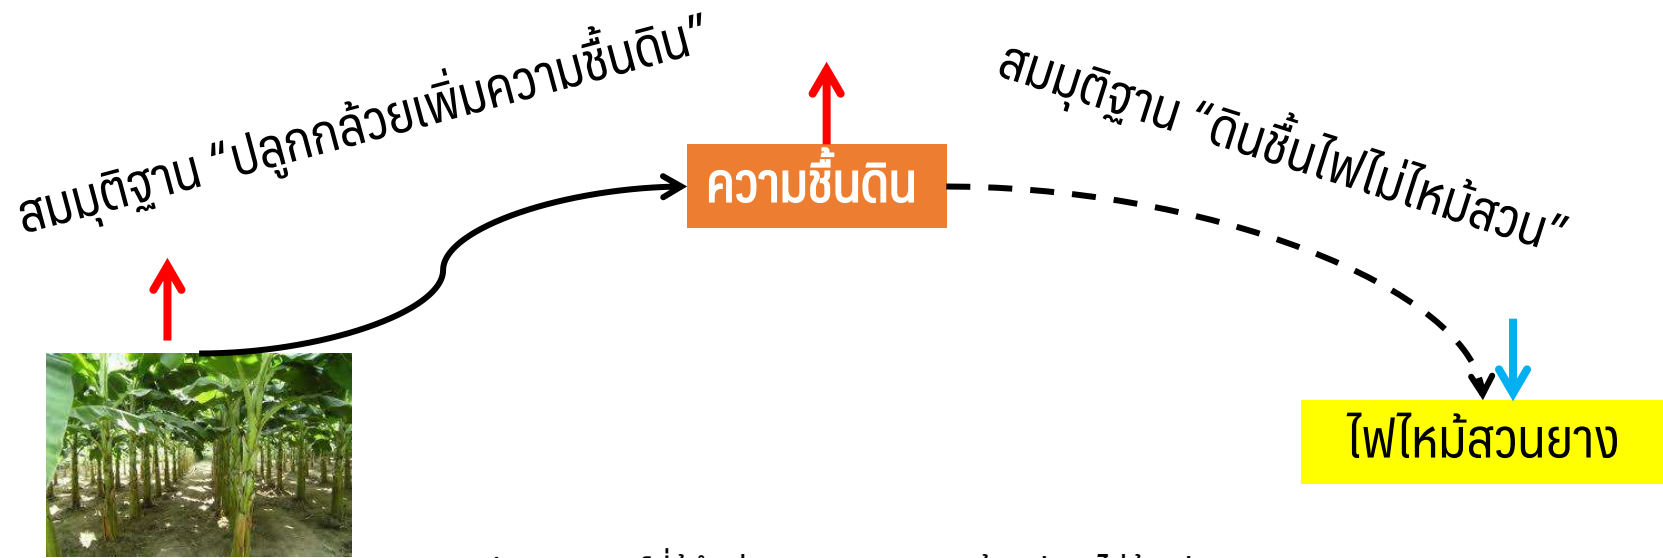 สมมุติฐาน “ปลูกกล้วยเพิ่มความชื้นดิน”
สมมุติฐาน “ดินชื้นไฟไม่ไหม้สวน”
ความชื้นดิน
ไฟไหม้สวนยาง